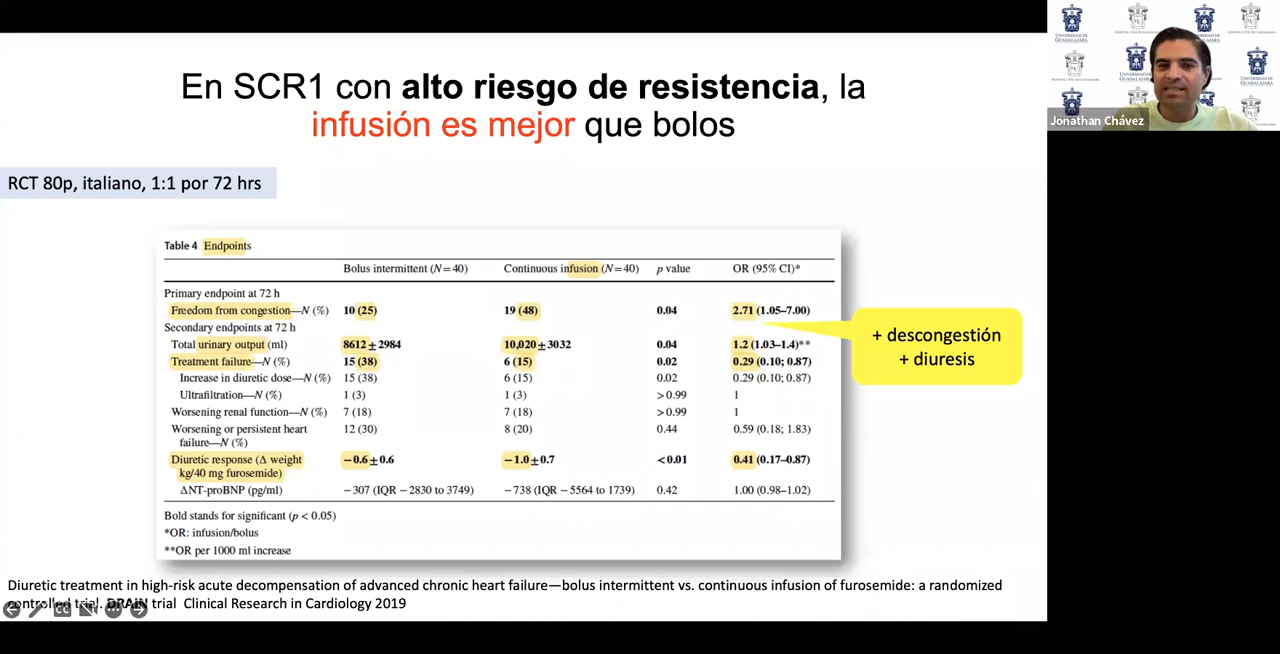 En SCR1 con alto riesgo de resistencia, la
infusión es mejor que bolos
RCT 80p, italiano, 1:1 por 72 hrs
Table 4 Endpoints
Bolus intermittent (N=40) Continuous infusion (N=40) p value OR (95% CI)*
Primary endpoint at 72 h
Freedom from congestion—N (%) 10 (25) 19 (48) 0.04 2.71 (1.05–7.00)
Secondary endpoints at 72 h
Total urinary output (ml) 8612±2984 10,020±3032 0.04 1.2 (1.03–1.4)**
Treatment failure—N (%) 15 (38) 6 (15) 0.02 0.29 (0.10; 0.87)
Increase in diuretic dose—N (%) 15 (38) 6 (15) 0.02 0.29 (0.10; 0.87)
Ultrafiltration—N (%) 1 (3) 1 (3) >0.99 1
Worsening renal function—N (%) 7 (18) 7 (18) >0.99 1
Worsening or persistent heart 12 (30) 8 (20) 0.44 0.59 (0.18; 1.83)
failure—N (%)
Diuretic response (Δ weight −0.6±0.6 −1.0±0.7 <0.01 0.41 (0.17–0.87)
kg/40 mg furosemide)
ΔNT-proBNP (pg/ml) −307 (IQR −2830 to 3749) −738 (IQR −5564 to 1739) 0.42 1.00 (0.98–1.02)
Bold stands for significant (p < 0.05)
*OR: infusion/bolus
**OR per 1000 ml increase
+ descongestión
+ diuresis
Diuretic treatment in high-risk acute decompensation of advanced chronic heart failure—bolus intermittent vs. continuous infusion of furosemide: a randomized
controlled trial. DRAIN trial Clinical Research in Cardiology 2019
CC
Jonathan Chávez
UNIVERSIDAD DE
GUADALAJARA